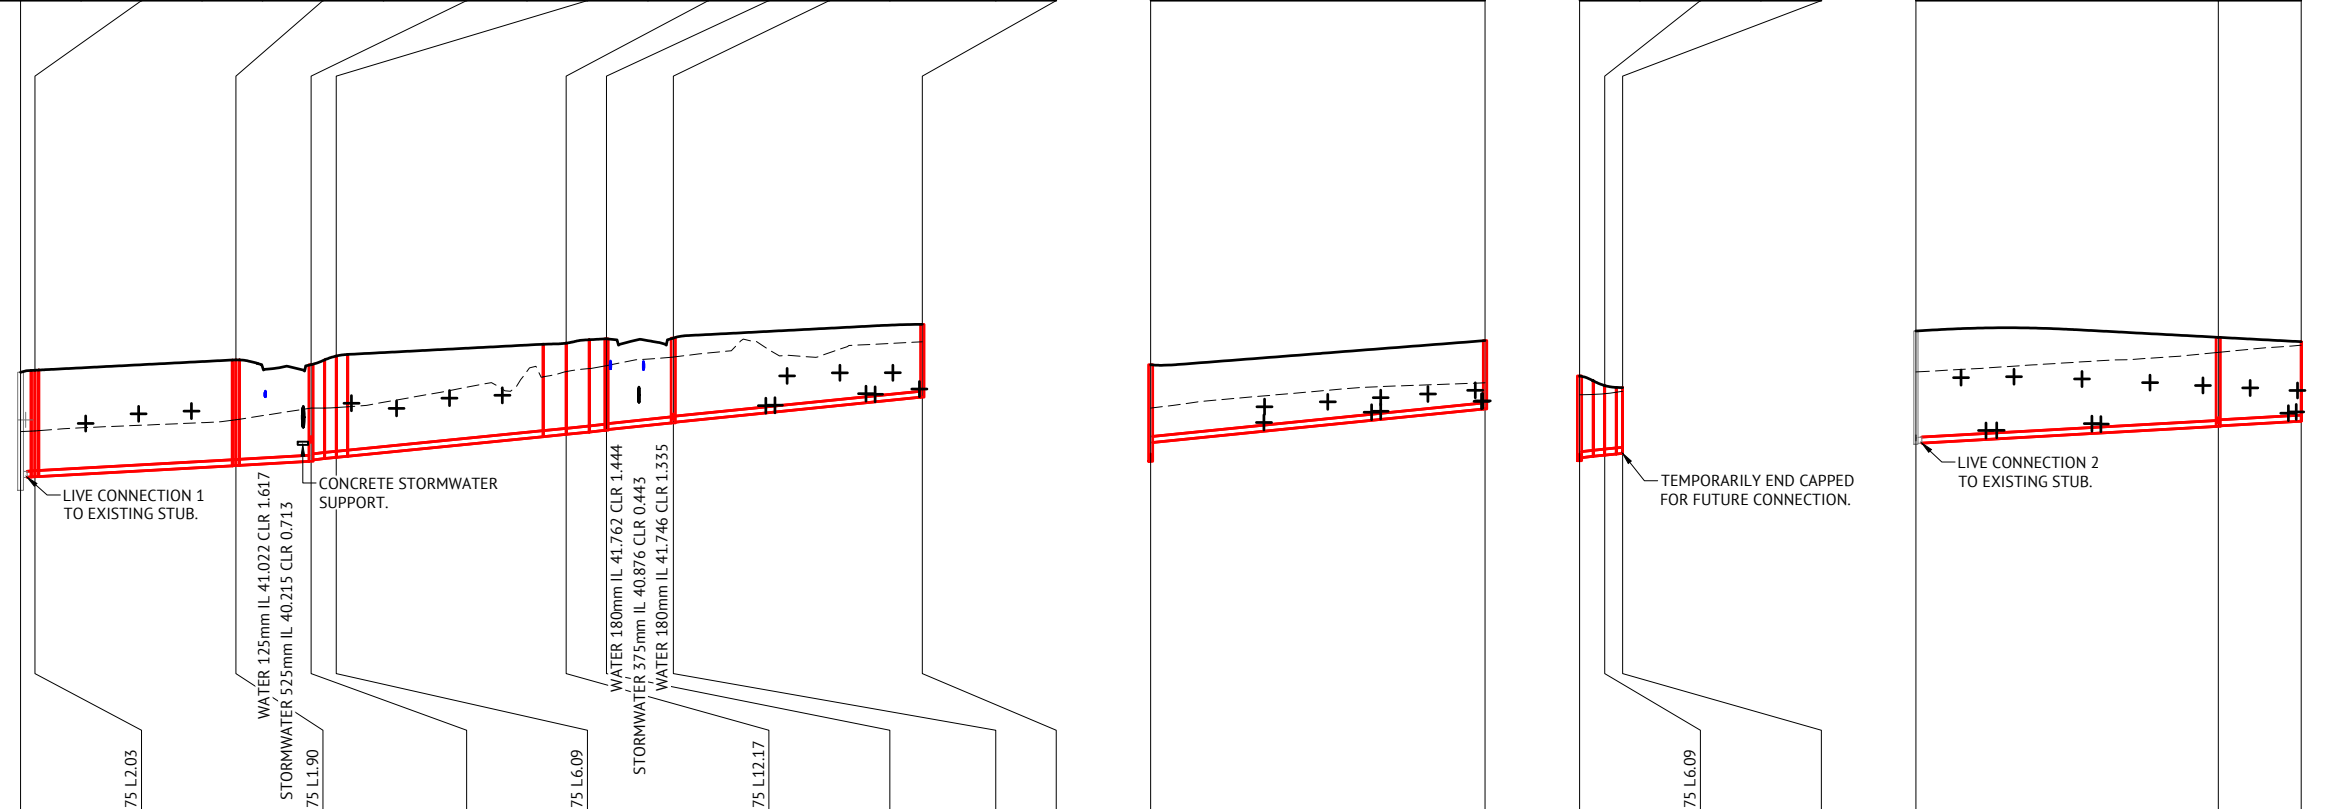 LIVE CONNECTION 1
TO EXISTING STUB.
WATER 125mm IL 41.022 CLR 1.617
STORMWATER 525mm IL 40.215 CLR 0.713
CONCRETE STORMWATER
SUPPORT.
WATER 180mm IL 41.762 CLR 1.444
STORMWATER 375mm IL 40.876 CLR 0.443
WATER 180mm IL 41.746 CLR 1.335
TEMPORARILY END CAPPED
FOR FUTURE CONNECTION.
LIVE CONNECTION 2
TO EXISTING STUB.
75 L2.03
75 L1.90
75 L6.09
75 L12.17
75 L6.09